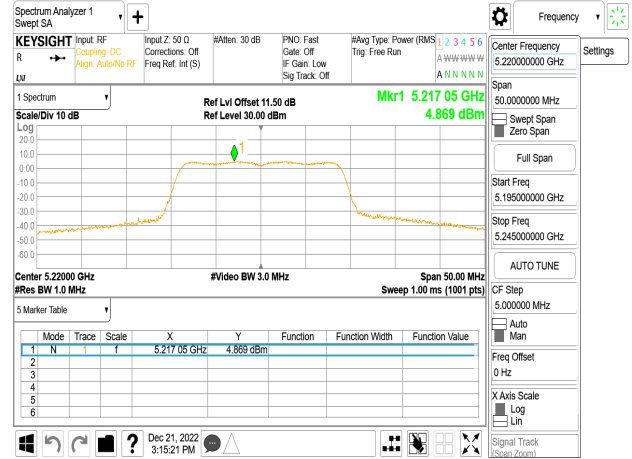 Spectrum Analyzer 1
Swept SA
Frequency
KEYSIGHT
R
Input: RF
Coupling: DC
Align: Auto/No RF
Input Z: 50 Ω
Corrections: Off
Freq Ref: Int (S)
#Atten: 30 dB
PNO: Fast
Gate: Off
IF Gain: Low
Sig Track: Off
#Avg Type: Power (RMS
Trig: Free Run
1 2 3 4 5 6
A W W W W W
A N N N N N
1 Spectrum
Scale/Div 10 dB
Ref Lvl Offset 11.50 dB
Ref Level 30.00 dBm
Mkr1 5.217 05 GHz
4.869 dBm
Log
20.0
10.0
0.00
-10.0
-20.0
-30.0
-40.0
-50.0
-60.0
1
Center 5.22000 GHz
#Res BW 1.0 MHz
#Video BW 3.0 MHz
Span 50.00 MHz
Sweep 1.00 ms (1001 pts)
5 Marker Table
Mode Trace Scale X Y Function Function Width Function Value
1 N 1 f 5.217 05 GHz 4.869 dBm
2
3
4
5
6
Dec 21, 2022
3:15:21 PM
Center Frequency
5.220000000 GHz
Settings
Span
50.0000000 MHz
Swept Span
Zero Span
Full Span
Start Freq
5.195000000 GHz
Stop Freq
5.245000000 GHz
AUTO TUNE
CF Step
5.000000 MHz
Auto
Man
Freq Offset
0 Hz
X Axis Scale
Log
Lin
Signal Track
(Span Zoom)